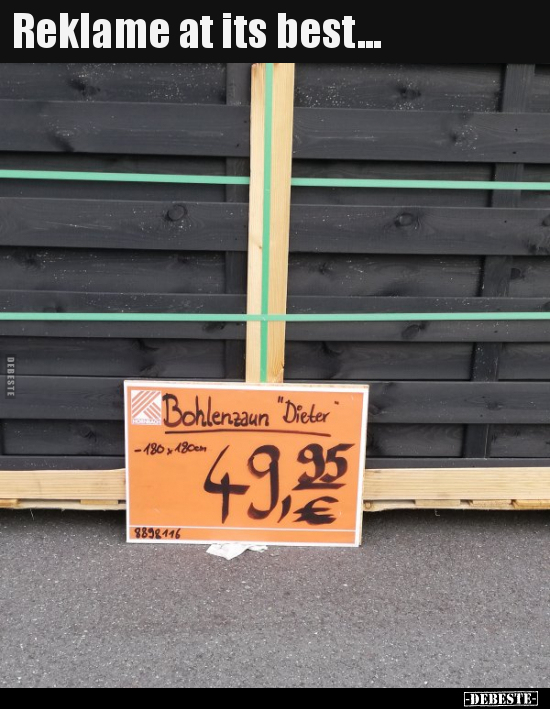 Reklame at its best...
DEBESTE
Bohlenzaun "Dieter"
- 180 x 180cm
49,95 €
8898116
-DEBESTE-